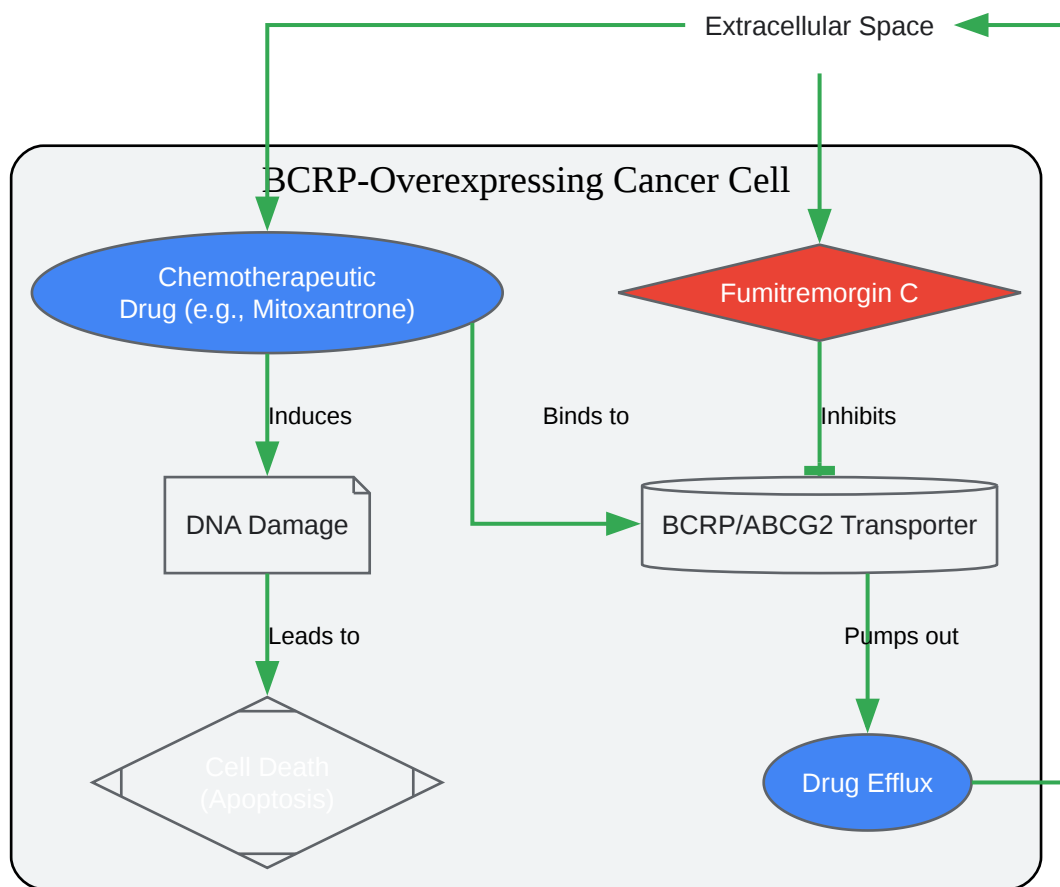 Extracellular Space
BCRP-Overexpressing Cancer Cell
Chemotherapeutic
Drug (e.g., Mitoxantrone)
Fumitremorgin C
Induces
Binds to
Inhibits
DNA Damage
BCRP/ABCG2 Transporter
Leads to
Pumps out
Cell Death
(Apoptosis)
Drug Efflux